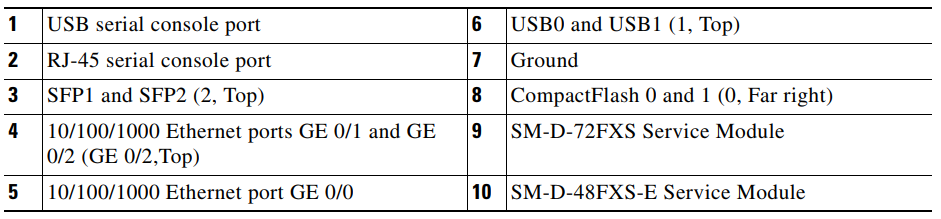 1 USB serial console port 6 USB0 and USB1 (1, Top)
2 RJ-45 serial console port 7 Ground
3 SFP1 and SFP2 (2, Top) 8 CompactFlash 0 and 1 (0, Far right)
4 10/100/1000 Ethernet ports GE 0/1 and GE 9 SM-D-72FXS Service Module
0/2 (GE 0/2,Top)
5 10/100/1000 Ethernet port GE 0/0 10 SM-D-48FXS-E Service Module